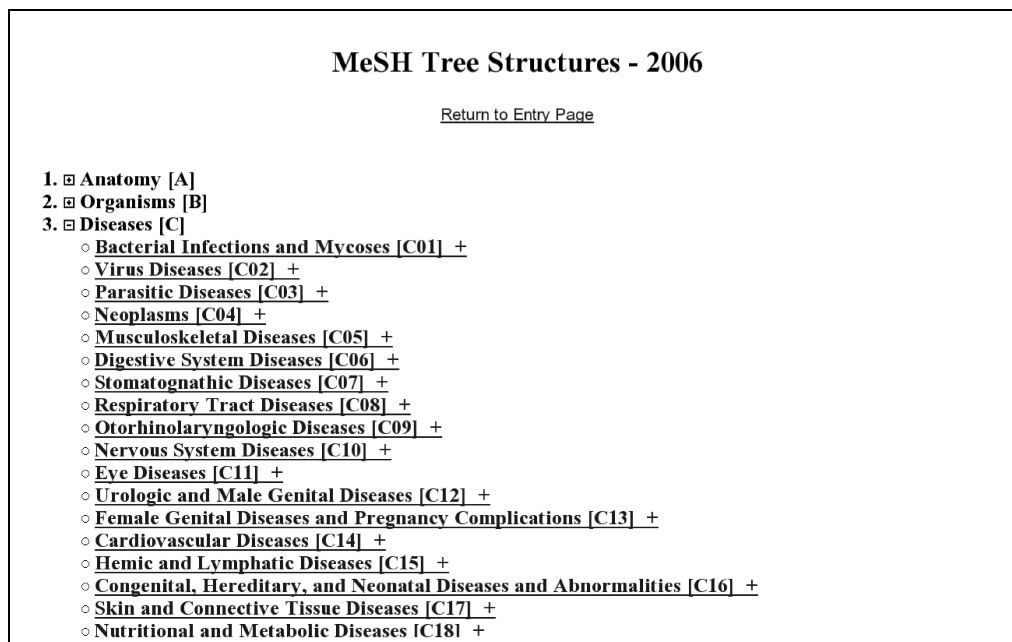 MeSH Tree Structures - 2006
Return to Entry Page
1. ⊞ Anatomy [A]
2. ⊞ Organisms [B]
3. ⊟ Diseases [C]
○ Bacterial Infections and Mycoses [C01] +
○ Virus Diseases [C02] +
○ Parasitic Diseases [C03] +
○ Neoplasms [C04] +
○ Musculoskeletal Diseases [C05] +
○ Digestive System Diseases [C06] +
○ Stomatognathic Diseases [C07] +
○ Respiratory Tract Diseases [C08] +
○ Otorhinolaryngologic Diseases [C09] +
○ Nervous System Diseases [C10] +
○ Eye Diseases [C11] +
○ Urologic and Male Genital Diseases [C12] +
○ Female Genital Diseases and Pregnancy Complications [C13] +
○ Cardiovascular Diseases [C14] +
○ Hemic and Lymphatic Diseases [C15] +
○ Congenital, Hereditary, and Neonatal Diseases and Abnormalities [C16] +
○ Skin and Connective Tissue Diseases [C17] +
○ Nutritional and Metabolic Diseases [C18] +